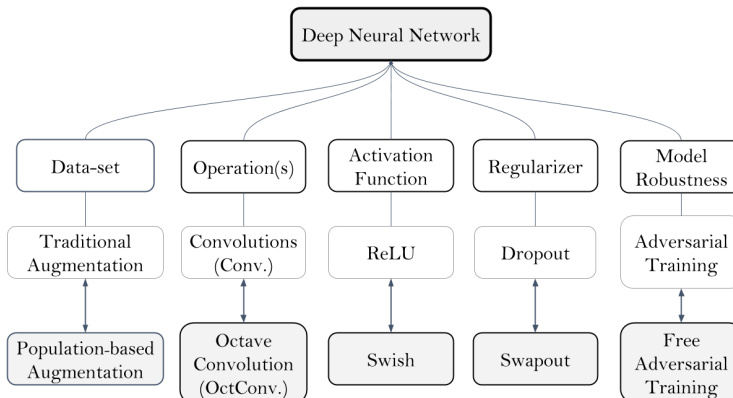 Deep Neural Network
Data-set
Operation(s)
Activation
Function
Regularizer
Model
Robustness
Traditional
Augmentation
Convolutions
(Conv.)
ReLU
Dropout
Adversarial
Training
Population-based
Augmentation
Octave
Convolution
(OctConv.)
Swish
Swapout
Free
Adversarial
Training